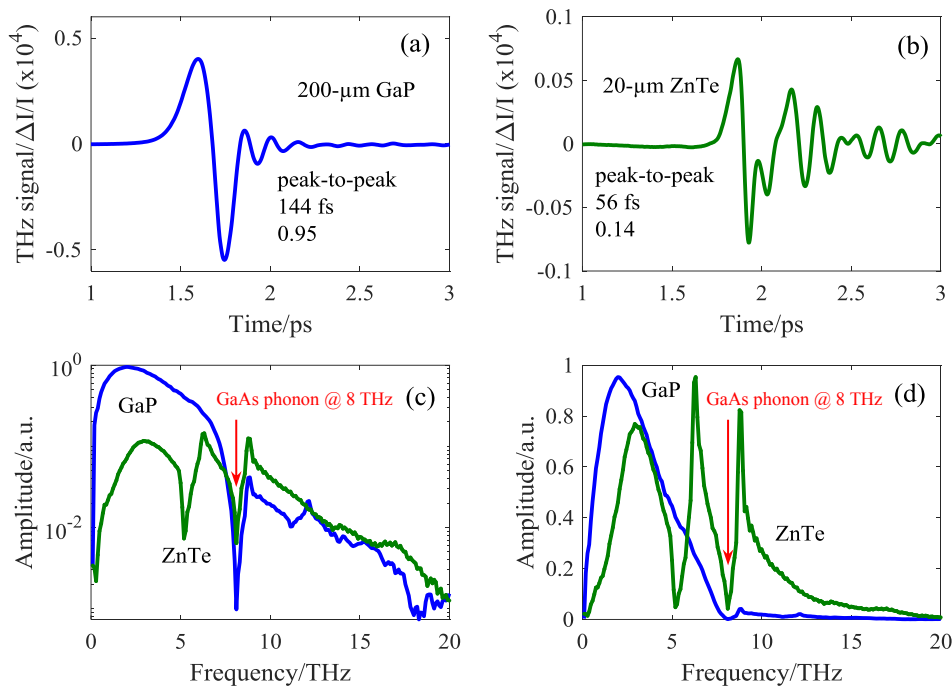 (a)
200-µm GaP
peak-to-peak
144 fs
0.95
THz signal/ΔI/I (x10⁴)
0.5
0
-0.5
1
1.5
2
2.5
3
Time/ps
(b)
20-µm ZnTe
peak-to-peak
56 fs
0.14
THz signal/ΔI/I (x10⁴)
0.1
0.05
0
-0.05
-0.1
1
1.5
2
2.5
3
Time/ps
(c)
GaP
GaAs phonon @ 8 THz
ZnTe
Amplitude/a.u.
10⁰
10⁻²
0
5
10
15
20
Frequency/THz
(d)
GaP
GaAs phonon @ 8 THz
ZnTe
Amplitude/a.u.
1
0.8
0.6
0.4
0.2
0
0
5
10
15
20
Frequency/THz